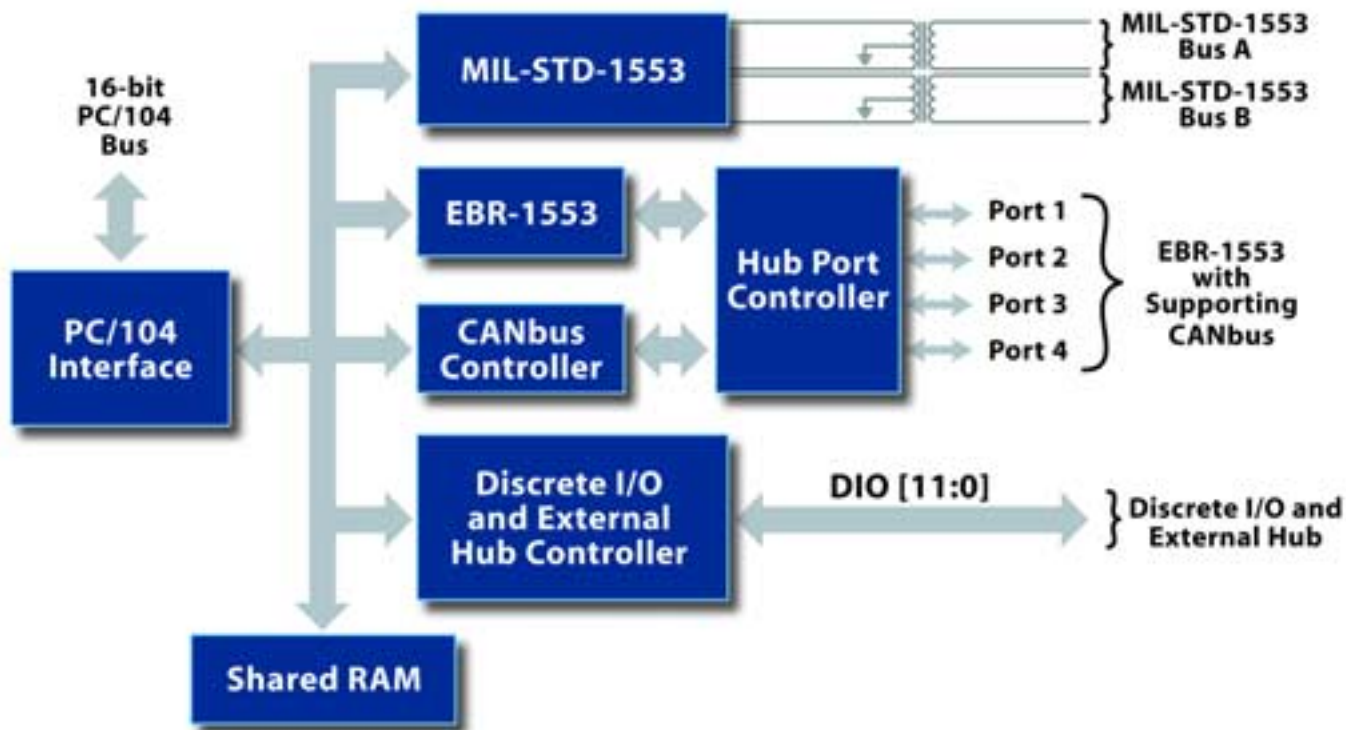 16-bit
PC/104
Bus
PC/104
Interface
MIL-STD-1553
MIL-STD-1553
Bus A
MIL-STD-1553
Bus B
EBR-1553
CANbus
Controller
Hub Port
Controller
Port 1
Port 2
Port 3
Port 4
EBR-1553
with
Supporting
CANbus
Discrete I/O
and External
Hub Controller
DIO [11:0]
Discrete I/O and
External Hub
Shared RAM